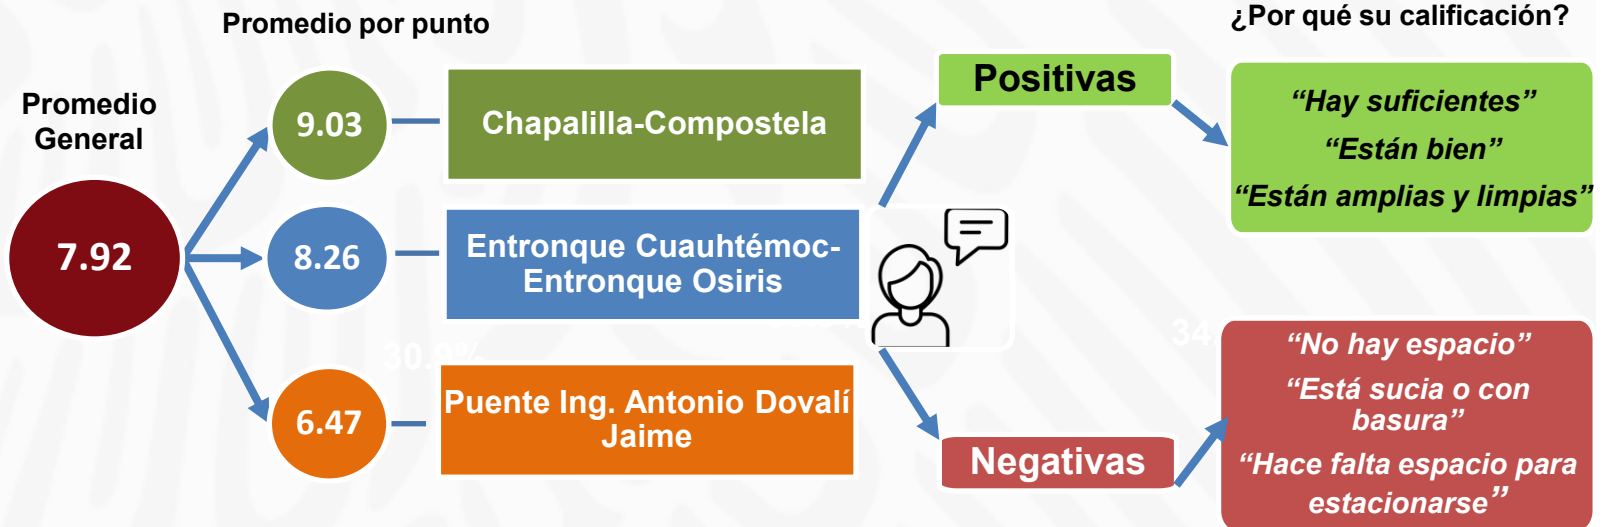 Promedio por punto
¿Por qué su calificación?
Promedio
General
7.92
9.03
Chapalilla-Compostela
8.26
Entronque Cuauhtémoc-
Entronque Osiris
6.47
Puente Ing. Antonio Dovalí
Jaime
30.9%
Positivas
“Hay suficientes”
“Están bien”
“Están amplias y limpias”
Negativas
“No hay espacio”
“Está sucia o con
basura”
“Hace falta espacio para
estacionarse”